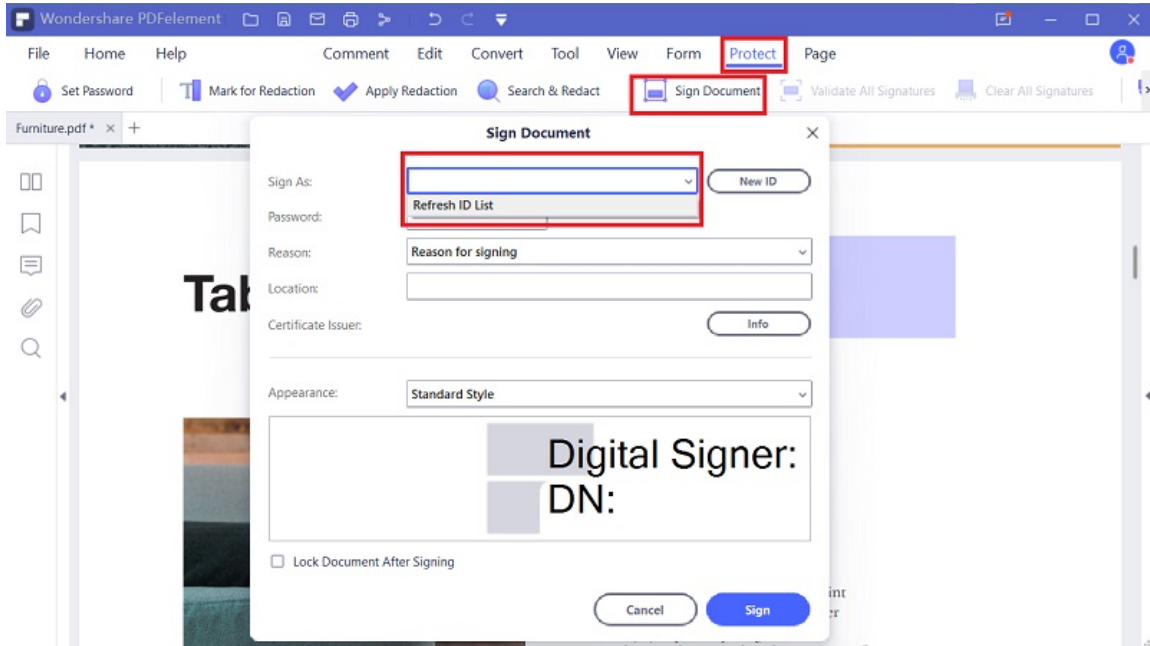 Wondershare PDFelement
File Home Help Comment Edit Convert Tool View Form Protect Page
Set Password Mark for Redaction Apply Redaction Search & Redact Sign Document Validate All Signatures Clear All Signatures
Furniture.pdf * × +
Sign Document
Sign As: New ID
Refresh ID List
Password:
Reason: Reason for signing
Location:
Certificate Issuer: Info
Appearance: Standard Style
Digital Signer:
DN:
Lock Document After Signing
Cancel Sign